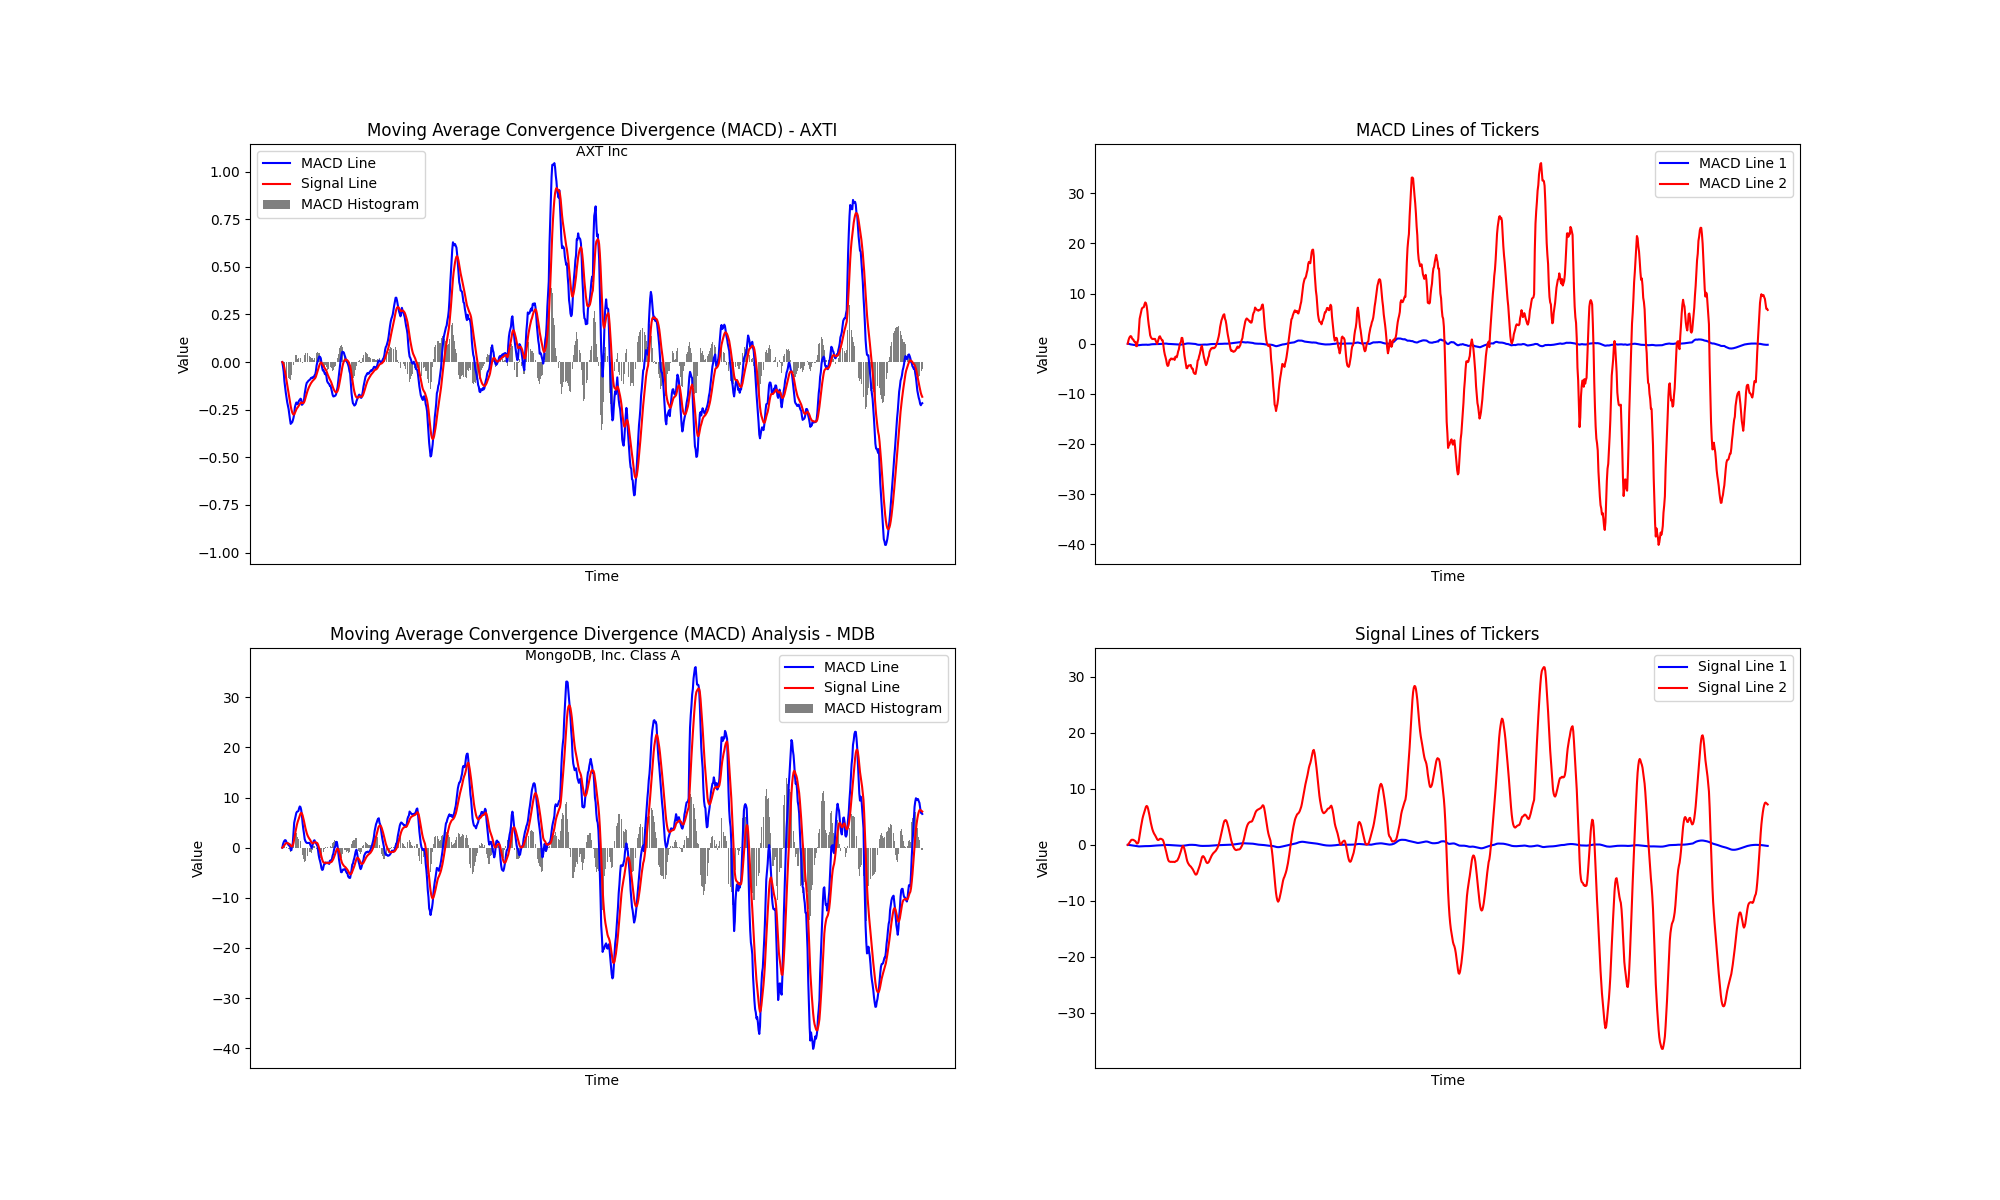 Moving Average Convergence Divergence (MACD) - AXTI
AXT Inc
MACD Line
Signal Line
MACD Histogram
1.00
0.75
0.50
0.25
0.00
−0.25
−0.50
−0.75
−1.00
Value
Time
MACD Lines of Tickers
MACD Line 1
MACD Line 2
30
20
10
0
−10
−20
−30
−40
Value
Time
Moving Average Convergence Divergence (MACD) Analysis - MDB
MongoDB, Inc. Class A
MACD Line
Signal Line
MACD Histogram
30
20
10
0
−10
−20
−30
−40
Value
Time
Signal Lines of Tickers
Signal Line 1
Signal Line 2
30
20
10
0
−10
−20
−30
Value
Time